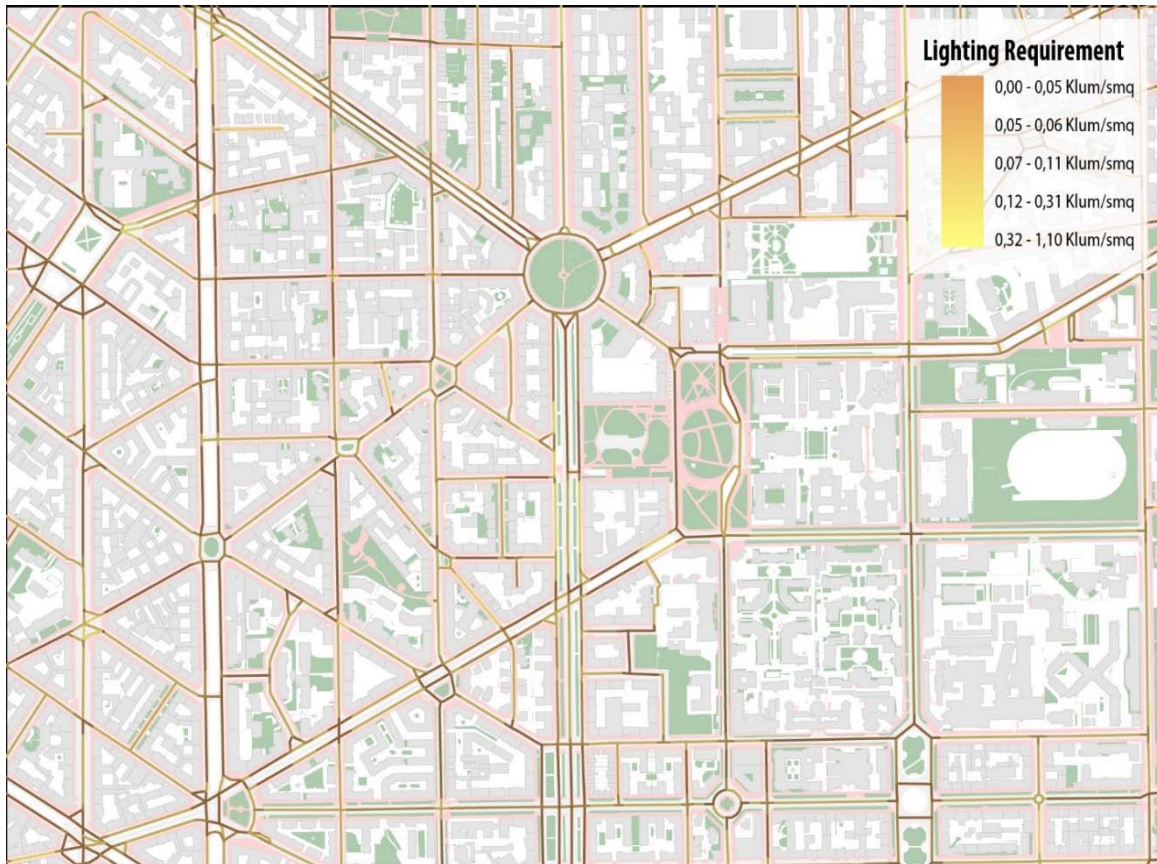 Lighting Requirement
0,00 - 0,05 Klum/smq
0,05 - 0,06 Klum/smq
0,07 - 0,11 Klum/smq
0,12 - 0,31 Klum/smq
0,32 - 1,10 Klum/smq